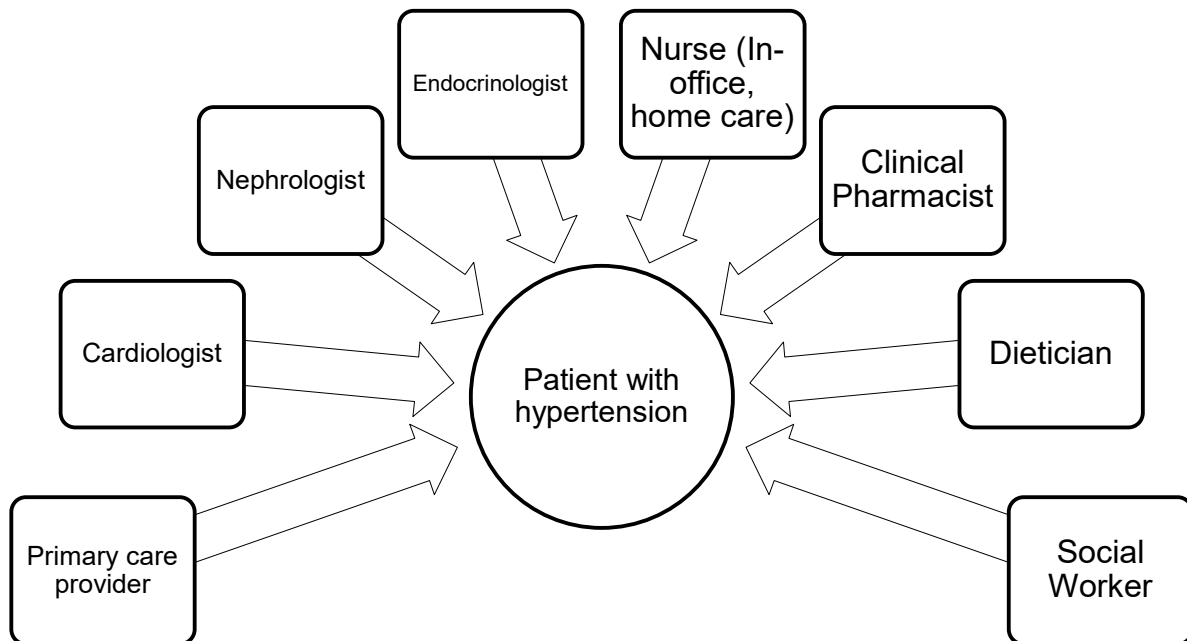 Endocrinologist
Nurse (In-
office,
home care)
Nephrologist
Clinical
Pharmacist
Cardiologist
Dietician
Patient with
hypertension
Primary care
provider
Social
Worker